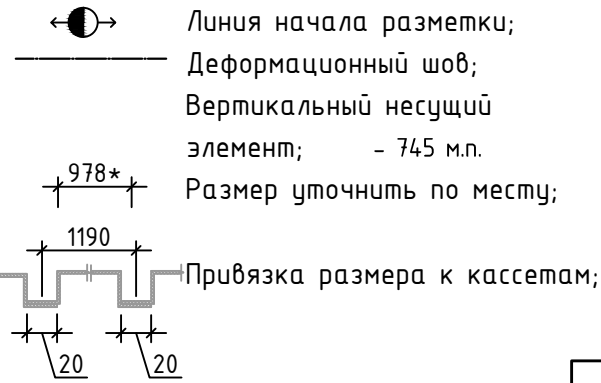 Линия начала разметки;
Деформационный шов;
Вертикальный несущий
элемент; - 745 м.п.
978* Размер уточнить по месту;
1190
Привязка размера к кассетам;
20 20